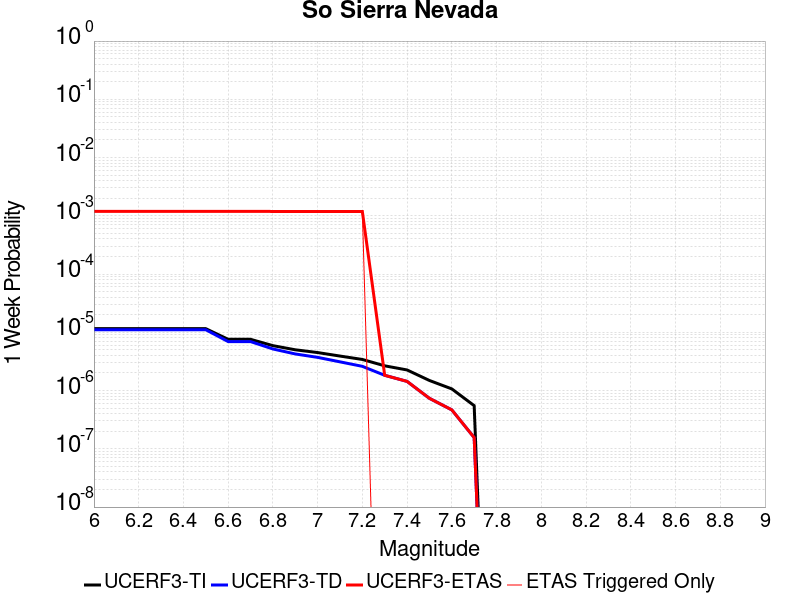 So Sierra Nevada
10^0
10^-1
10^-2
10^-3
10^-4
10^-5
10^-6
10^-7
10^-8
1 Week Probability
6 6.2 6.4 6.6 6.8 7 7.2 7.4 7.6 7.8 8 8.2 8.4 8.6 8.8 9
Magnitude
UCERF3-TI UCERF3-TD UCERF3-ETAS ETAS Triggered Only